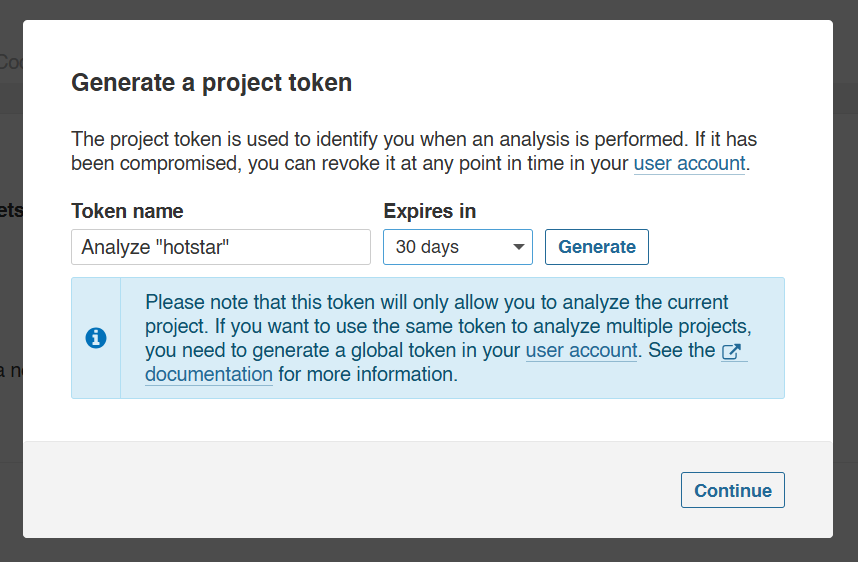 Generate a project token
The project token is used to identify you when an analysis is performed. If it has
been compromised, you can revoke it at any point in time in your user account.
Token name
Expires in
Analyze "hotstar"
30 days
Generate
Please note that this token will only allow you to analyze the current
project. If you want to use the same token to analyze multiple projects,
you need to generate a global token in your user account. See the
documentation for more information.
Continue